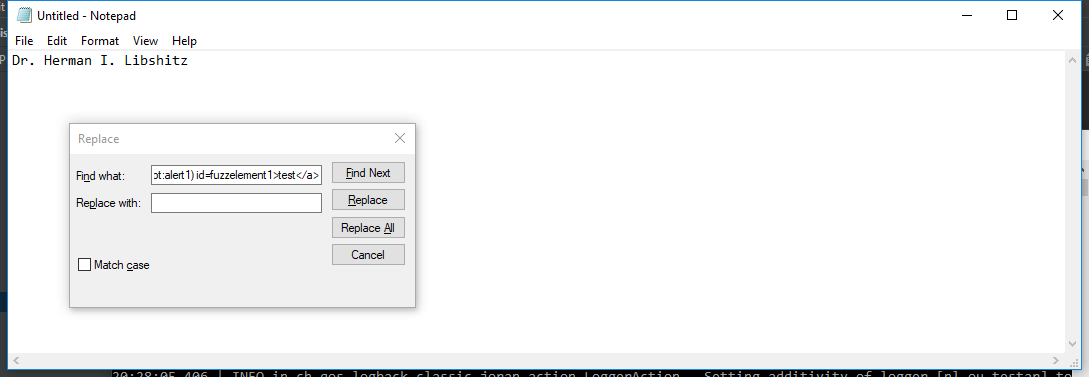 Untitled - Notepad
File Edit Format View Help
Dr. Herman I. Libshitz
Replace
Find what: pt:alert1) id=fuzzelement1>test</a> Find Next
Replace with: Replace
Replace All
Cancel
Match case
20:28:05.406 | INFO in ch.qos.logback.classic.joran.action.LoggerAction - Setting additivity of logger [nl.ou.testar] to